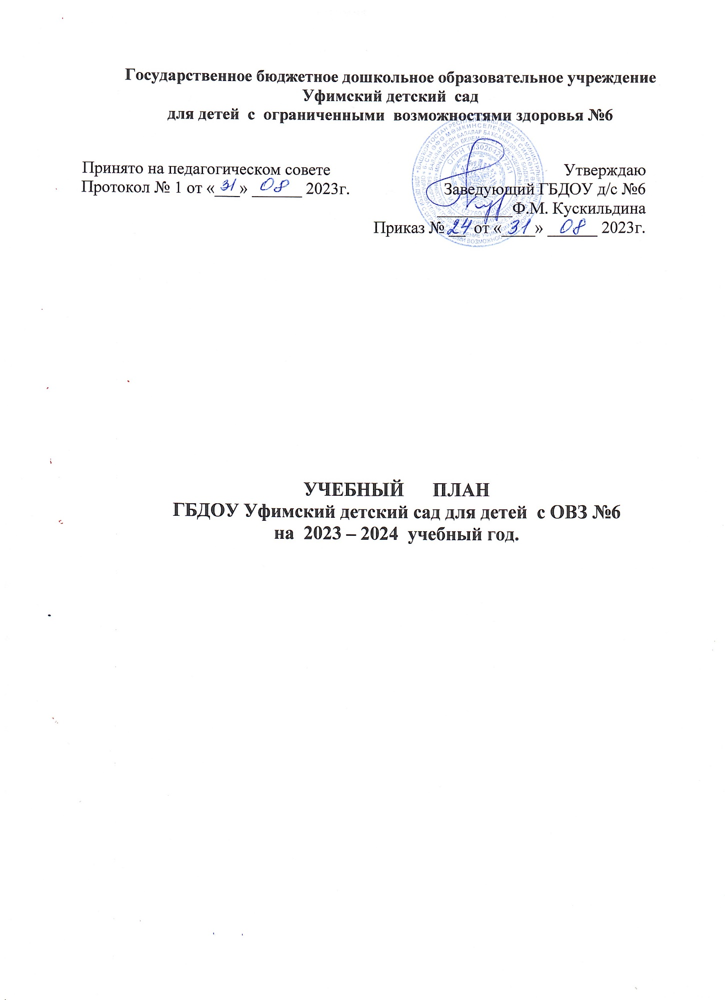 Государственное бюджетное дошкольное образовательное учреждение
Уфимский детский сад
для детей с ограниченными возможностями здоровья №6
Принято на педагогическом совете
Протокол № 1 от «31» 08 2023г.
Утверждаю
Заведующий ГБДОУ д/с №6
Ф.М. Кускильдина
Приказ № 24 от «31» 08 2023г.
УЧЕБНЫЙ ПЛАН
ГБДОУ Уфимский детский сад для детей с ОВЗ №6
на 2023 – 2024 учебный год.